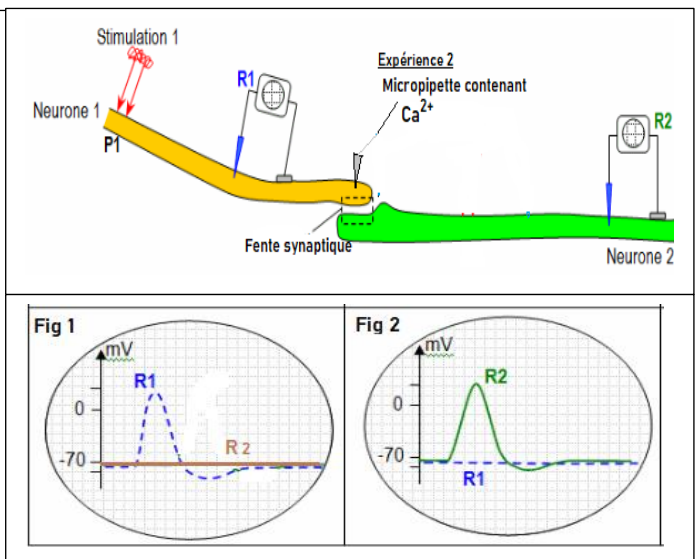 Stimulation 1
Expérience 2
Micropipette contenant
Ca2+
R1
R2
Neurone 1
P1
Fente synaptique
Neurone 2
Fig 1
mV
R1
0
R 2
-70
Fig 2
mV
R2
0
-70
R1